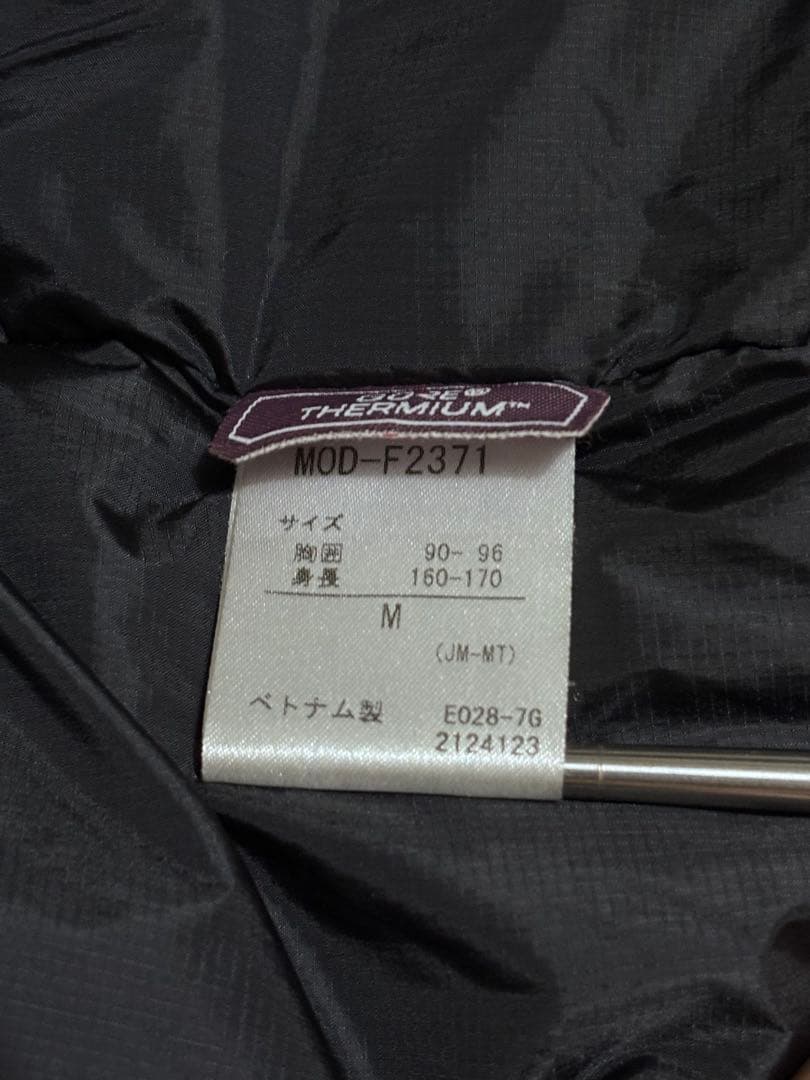 GORE®
THERMIUM™
MOD-F2371
サイズ
胸囲 90- 96
身長 160-170
M
(JM-MT)
ベトナム製 E028-7G
2124123